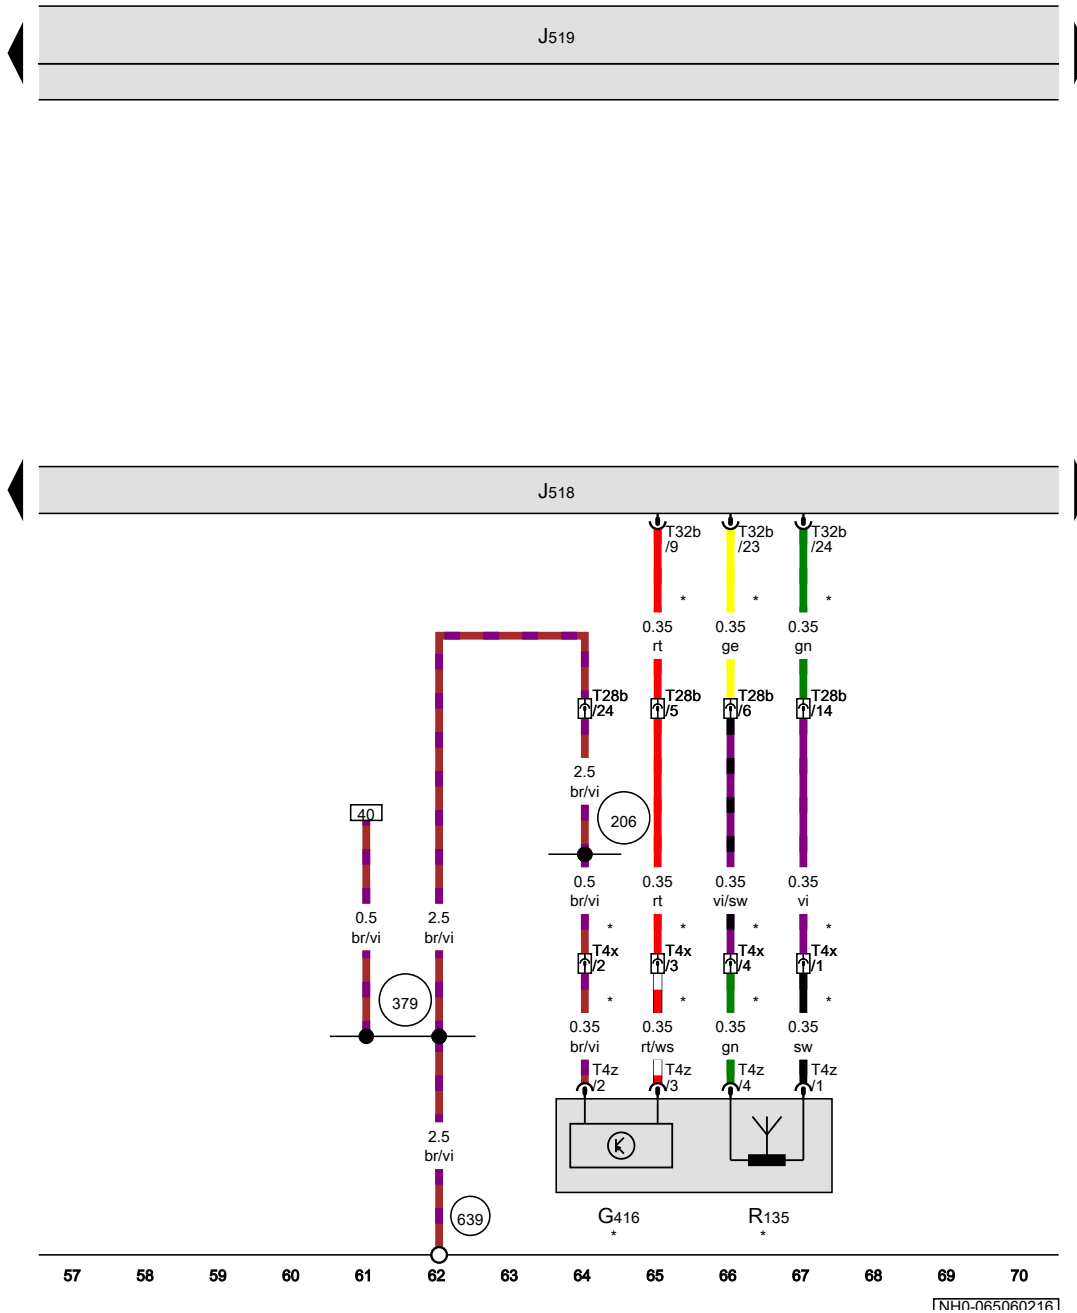 J519
J518
T32b T32b T32b
/9 /23 /24
* * *
0.35 0.35 0.35
rt ge gn
T28b T28b T28b T28b
/24 /5 /6 /14
2.5
br/vi
40
206
0.5 0.35 0.35 0.35
br/vi rt vi/sw vi
0.5 2.5
br/vi br/vi
* * * *
T4x T4x T4x T4x
/2 /3 /4 /1
379
* * * *
0.35 0.35 0.35 0.35
br/vi rt/ws gn sw
T4z T4z T4z T4z
/2 /3 /4 /1
2.5
br/vi
639
G416 R135
* *
57 58 59 60 61 62 63 64 65 66 67 68 69 70
NH0-065060216